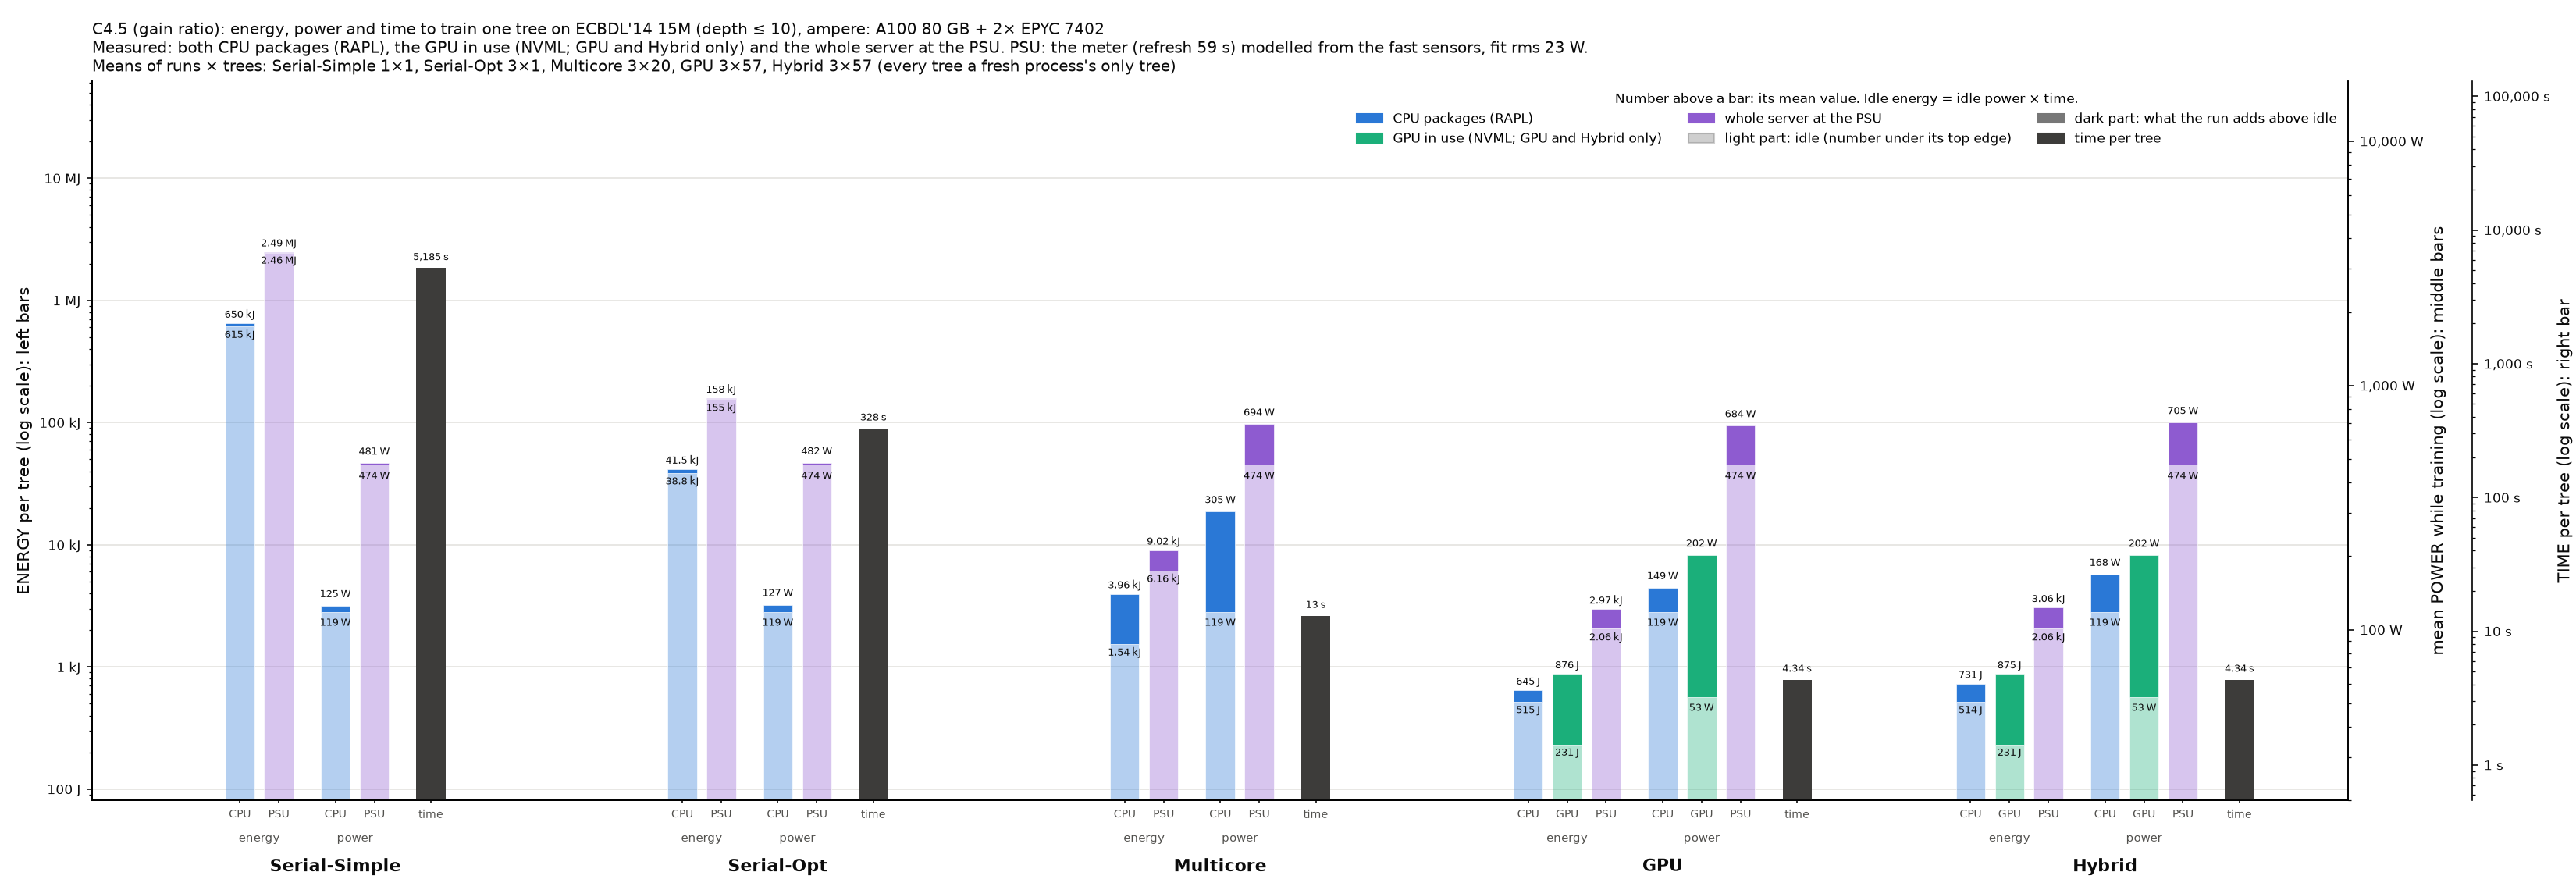 C4.5 (gain ratio): energy, power and time to train one tree on ECBDL'14 15M (depth ≤ 10), ampere: A100 80 GB + 2× EPYC 7402
Measured: both CPU packages (RAPL), the GPU in use (NVML; GPU and Hybrid only) and the whole server at the PSU. PSU: the meter (refresh 59 s) modelled from the fast sensors, fit rms 23 W.
Means of runs × trees: Serial-Simple 1×1, Serial-Opt 3×1, Multicore 3×20, GPU 3×57, Hybrid 3×57 (every tree a fresh process's only tree)
Number above a bar: its mean value. Idle energy = idle power × time.
CPU packages (RAPL)
GPU in use (NVML; GPU and Hybrid only)
whole server at the PSU
light part: idle (number under its top edge)
dark part: what the run adds above idle
time per tree
ENERGY per tree (log scale): left bars
10 MJ
1 MJ
100 kJ
10 kJ
1 kJ
100 J
650 kJ
615 kJ
2.49 MJ
2.46 MJ
125 W
119 W
481 W
474 W
5,185 s
41.5 kJ
38.8 kJ
158 kJ
155 kJ
127 W
119 W
482 W
474 W
328 s
3.96 kJ
1.54 kJ
9.02 kJ
6.16 kJ
305 W
119 W
694 W
474 W
13 s
645 J
515 J
876 J
231 J
2.97 kJ
2.06 kJ
149 W
119 W
202 W
53 W
684 W
474 W
4.34 s
731 J
514 J
875 J
231 J
3.06 kJ
2.06 kJ
168 W
119 W
202 W
53 W
705 W
474 W
4.34 s
10,000 W
1,000 W
100 W
mean POWER while training (log scale): middle bars
100,000 s
10,000 s
1,000 s
100 s
10 s
1 s
TIME per tree (log scale): right bar
CPU PSU CPU PSU time
energy power
Serial-Simple
CPU PSU CPU PSU time
energy power
Serial-Opt
CPU PSU CPU PSU time
energy power
Multicore
CPU GPU PSU CPU GPU PSU time
energy power
GPU
CPU GPU PSU CPU GPU PSU time
energy power
Hybrid